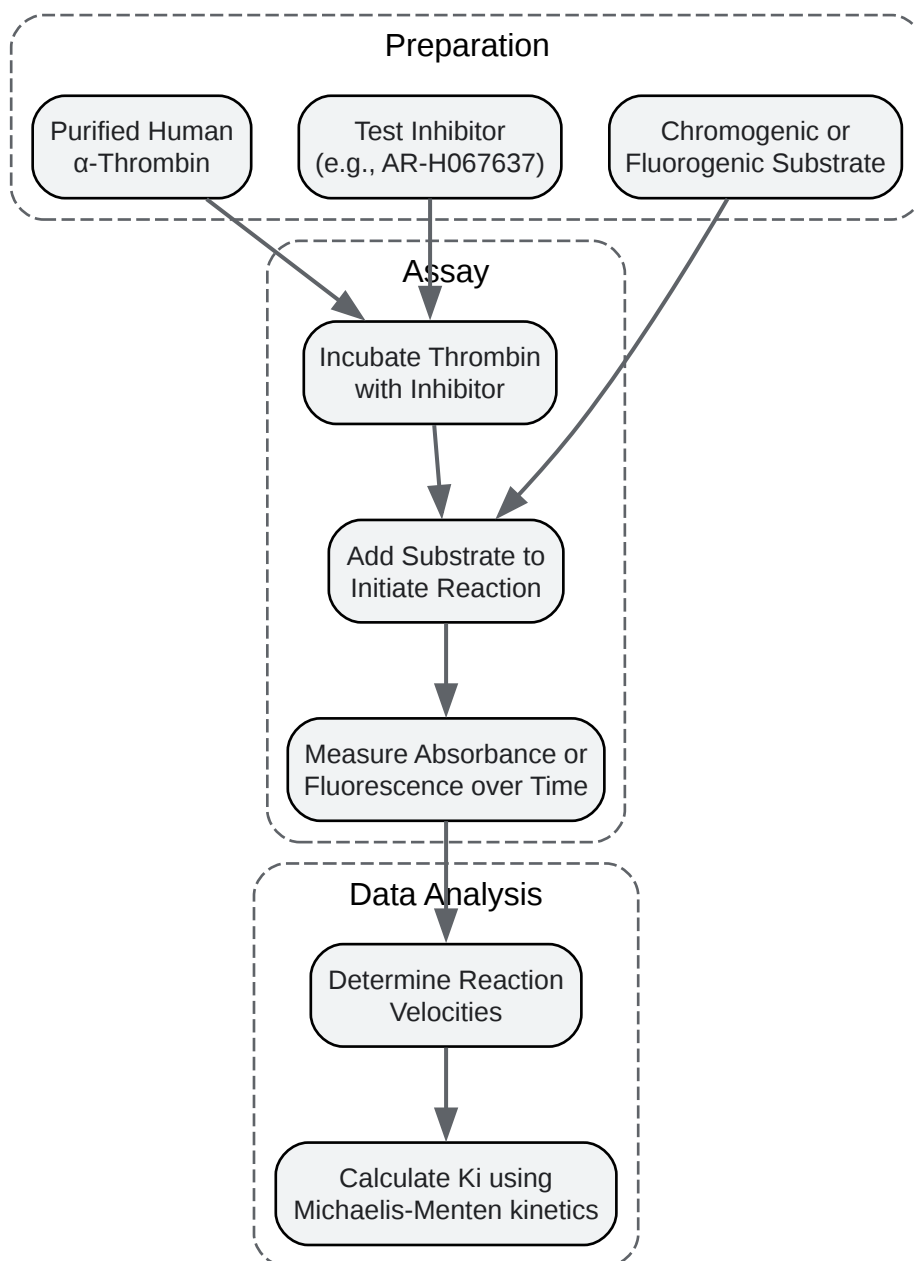 Preparation
Purified Human
α-Thrombin
Test Inhibitor
(e.g., AR-H067637)
Chromogenic or
Fluorogenic Substrate
Assay
Incubate Thrombin
with Inhibitor
Add Substrate to
Initiate Reaction
Measure Absorbance or
Fluorescence over Time
Data Analysis
Determine Reaction
Velocities
Calculate Ki using
Michaelis-Menten kinetics